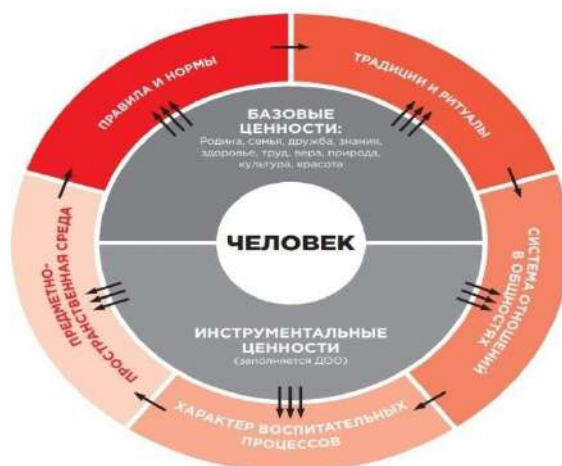 ПРАВИЛА И НОРМЫ
ТРАДИЦИИ И РИТУАЛЫ
БАЗОВЫЕ
ЦЕННОСТИ:
Родина, семья, дружба, знания,
здоровье, труд, вера, природа,
культура, красота
ЧЕЛОВЕК
ПРЕДМЕТНО-
ПРОСТРАНСТВЕННАЯ СРЕДА
СИСТЕМА ОТНОШЕНИЙ
В ОБЩНОСТЯХ
ИНСТРУМЕНТАЛЬНЫЕ
ЦЕННОСТИ
(заполняется ДОО)
ХАРАКТЕР ВОСПИТАТЕЛЬНЫХ
ПРОЦЕССОВ